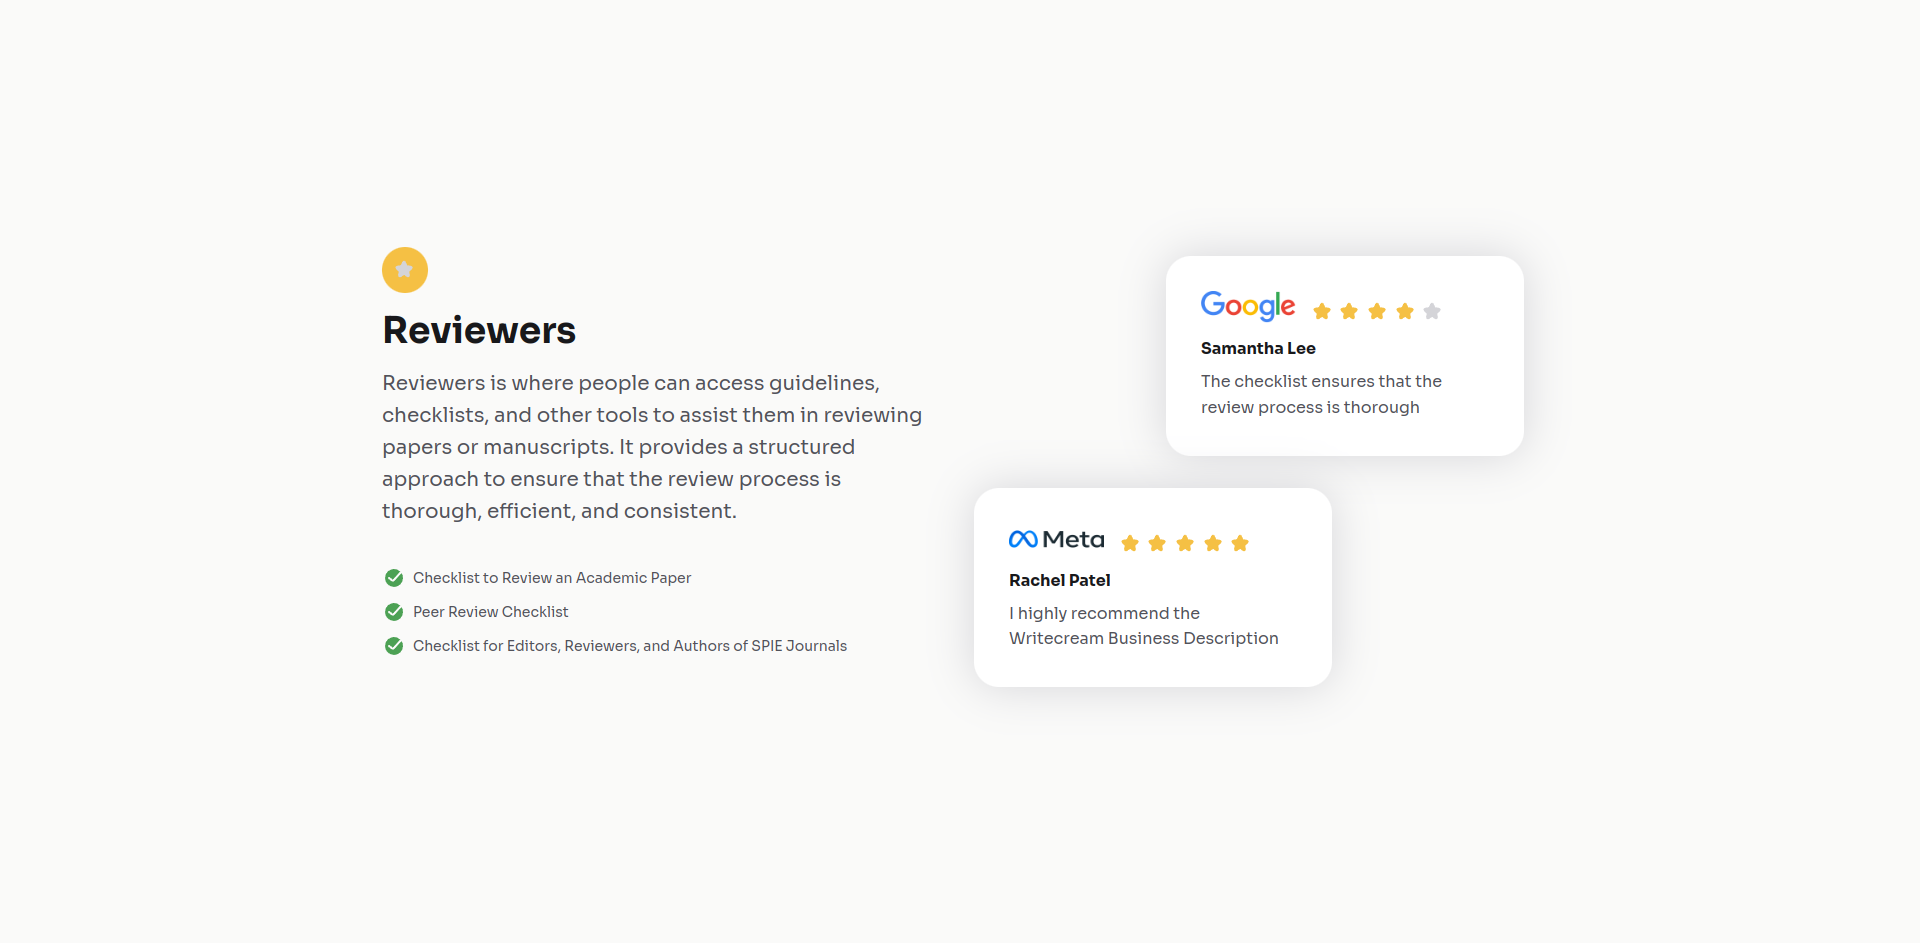 Reviewers
Reviewers is where people can access guidelines,
checklists, and other tools to assist them in reviewing
papers or manuscripts. It provides a structured
approach to ensure that the review process is
thorough, efficient, and consistent.
Checklist to Review an Academic Paper
Peer Review Checklist
Checklist for Editors, Reviewers, and Authors of SPIE Journals
Google
Samantha Lee
The checklist ensures that the
review process is thorough
Meta
Rachel Patel
I highly recommend the
Writecream Business Description